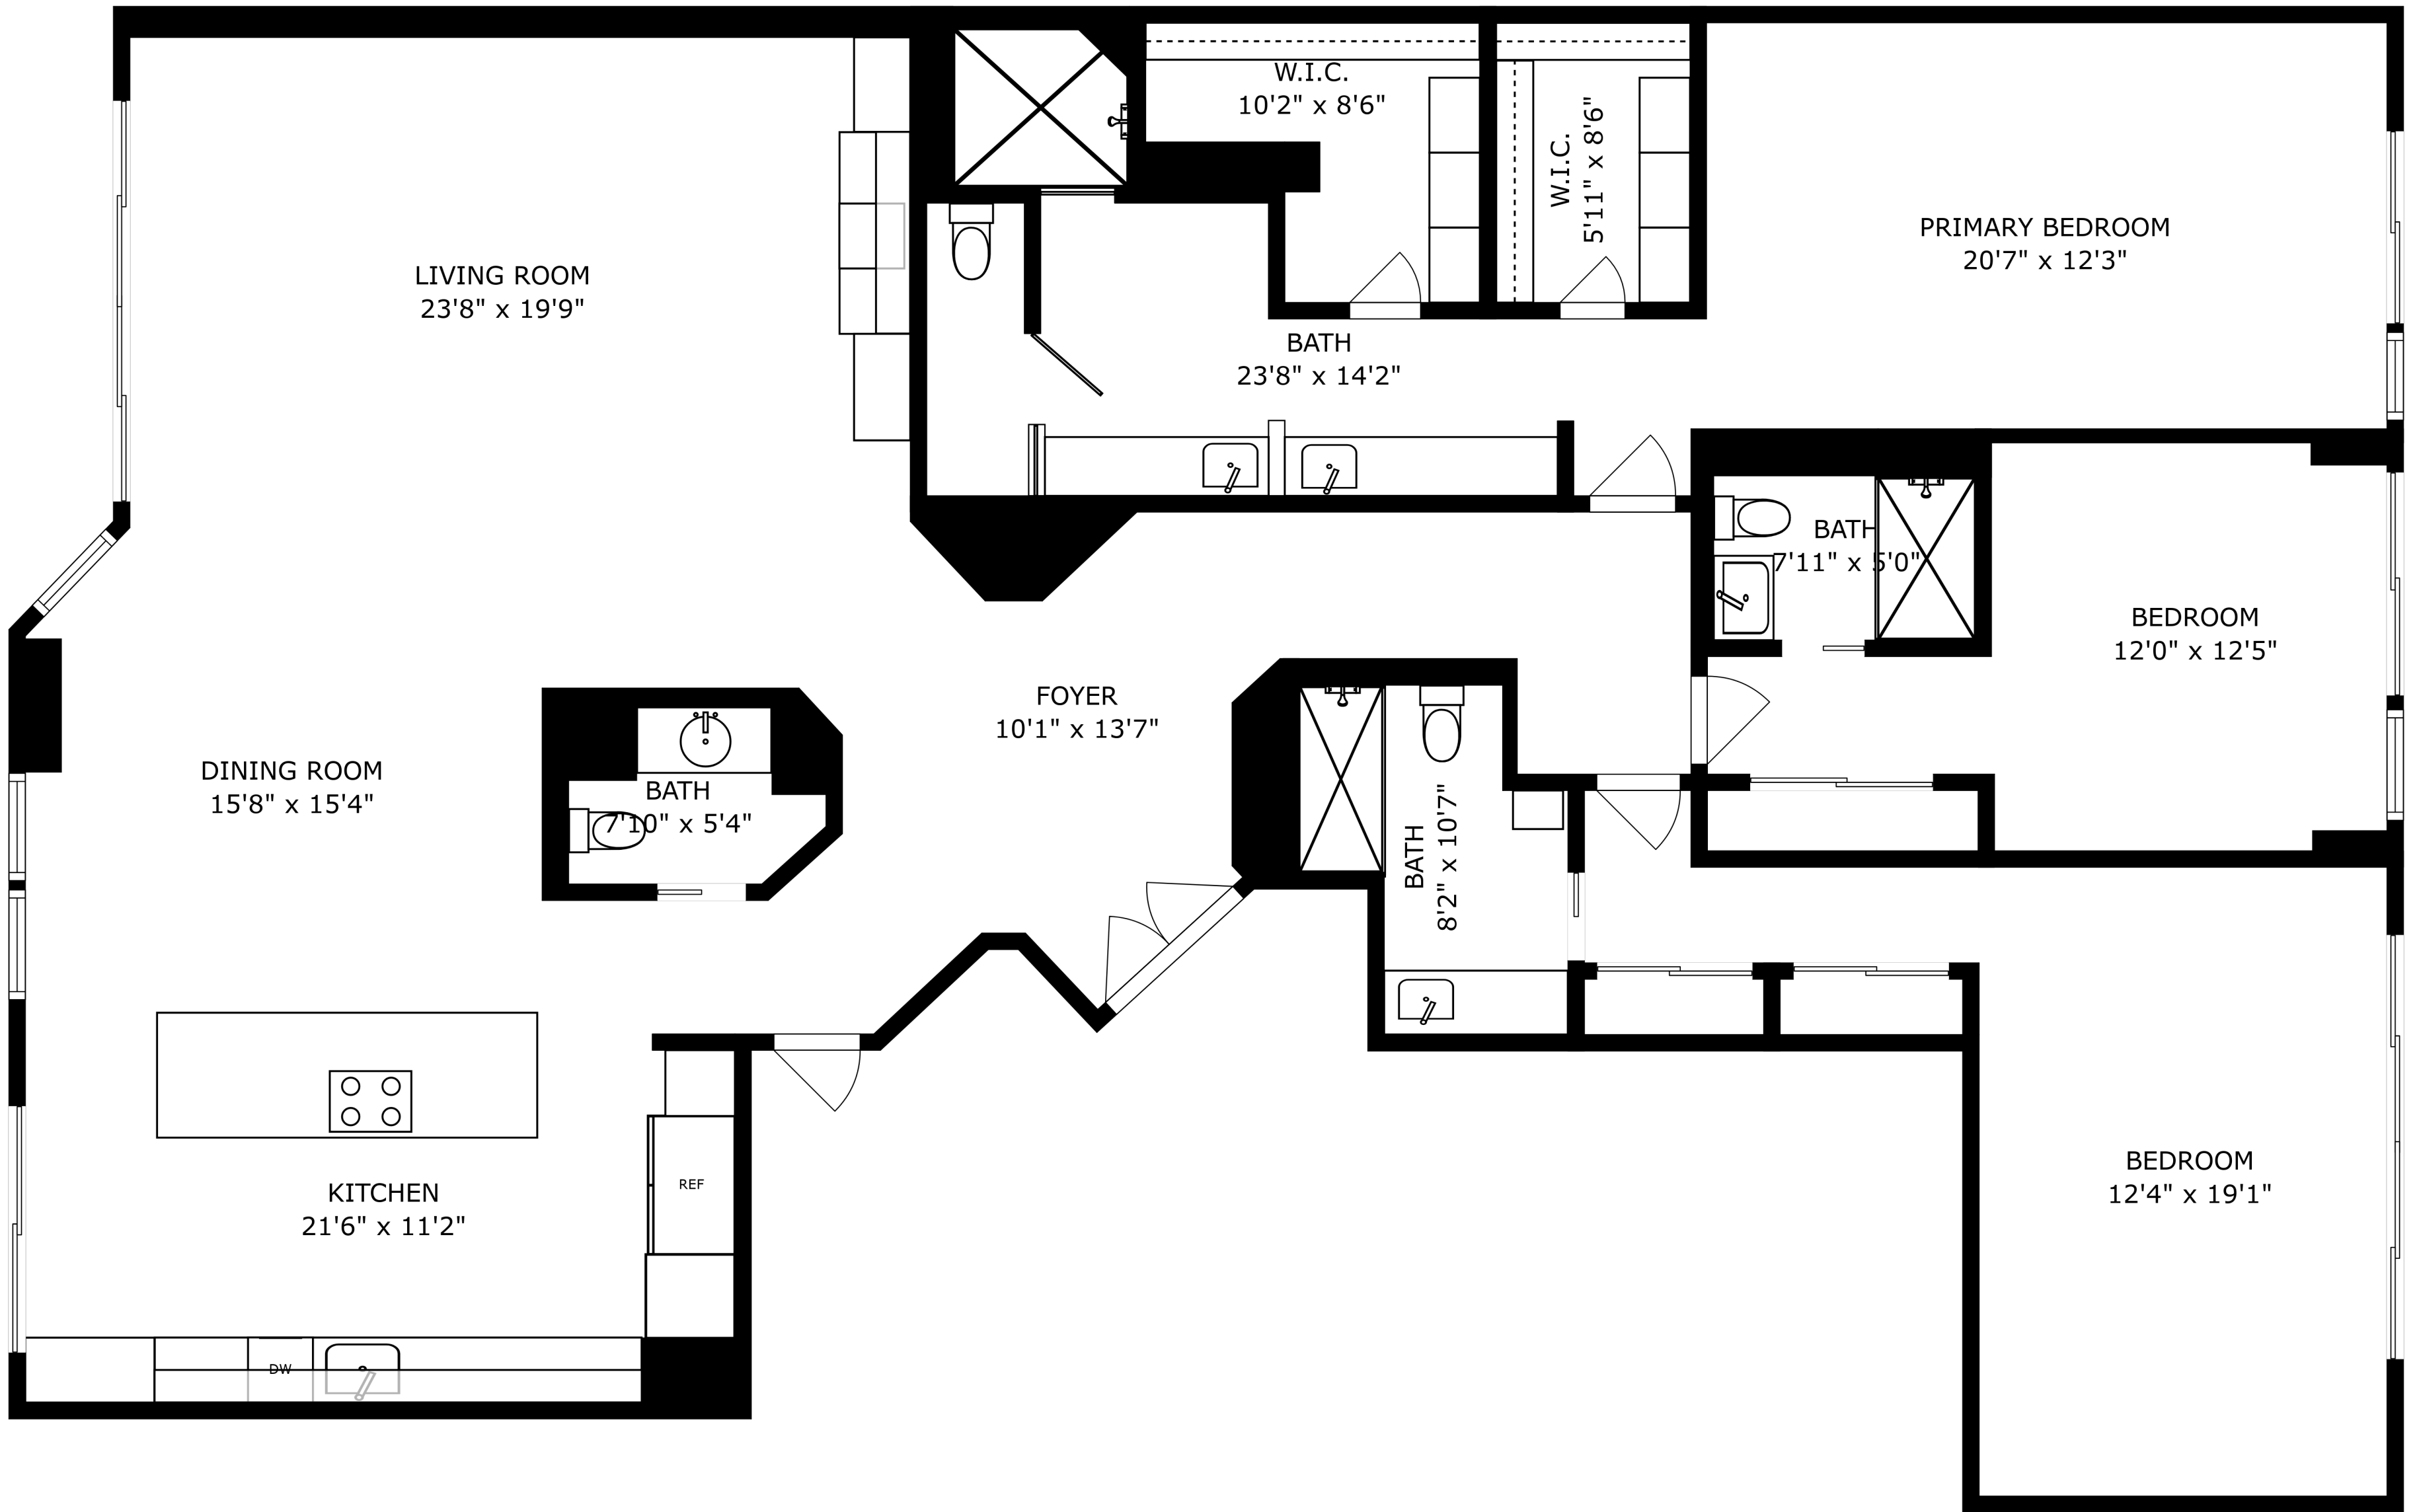 W.I.C.
10'2" x 8'6"
W.I.C.
5'11" x 8'6"
PRIMARY BEDROOM
20'7" x 12'3"
LIVING ROOM
23'8" x 19'9"
BATH
23'8" x 14'2"
BATH
7'11" x 5'0"
BEDROOM
12'0" x 12'5"
FOYER
10'1" x 13'7"
DINING ROOM
15'8" x 15'4"
BATH
7'10" x 5'4"
BATH
8'2" x 10'7"
BEDROOM
12'4" x 19'1"
KITCHEN
21'6" x 11'2"
REF
DW